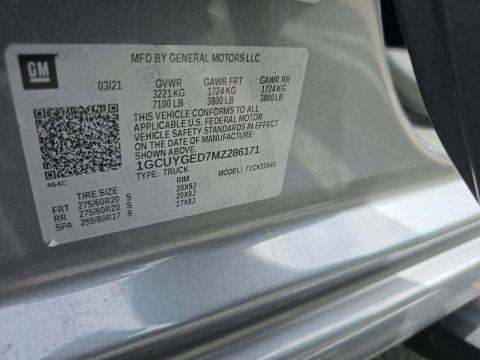 GM
MFD BY GENERAL MOTORS LLC
03/21 GVWR GAWR FRT GAWR RR
3221 KG 1724 KG 1724 KG
7100 LB 3800 LB 3800 LB
THIS VEHICLE CONFORMS TO ALL
APPLICABLE U.S. FEDERAL MOTOR
VEHICLE SAFETY STANDARDS IN EFFECT
ON THE DATE OF MANUFACTURE
SHOWN ABOVE.
1GCUYGED7MZ286171
TYPE: TRUCK MODEL: T1CK10543
464C
TIRE SIZE RIM
FRT 275/60R20 S 20X9J
RR 275/60R20 S 20X9J
SPA 255/80R17 S 17X8J